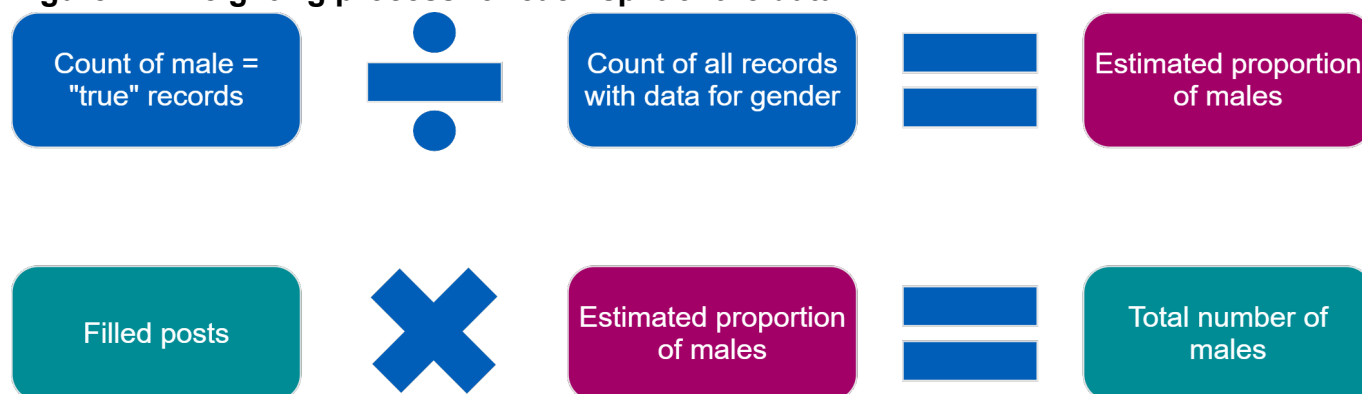 Count of male =
"true" records
Count of all records
with data for gender
Estimated proportion
of males
Filled posts
Estimated proportion
of males
Total number of
males